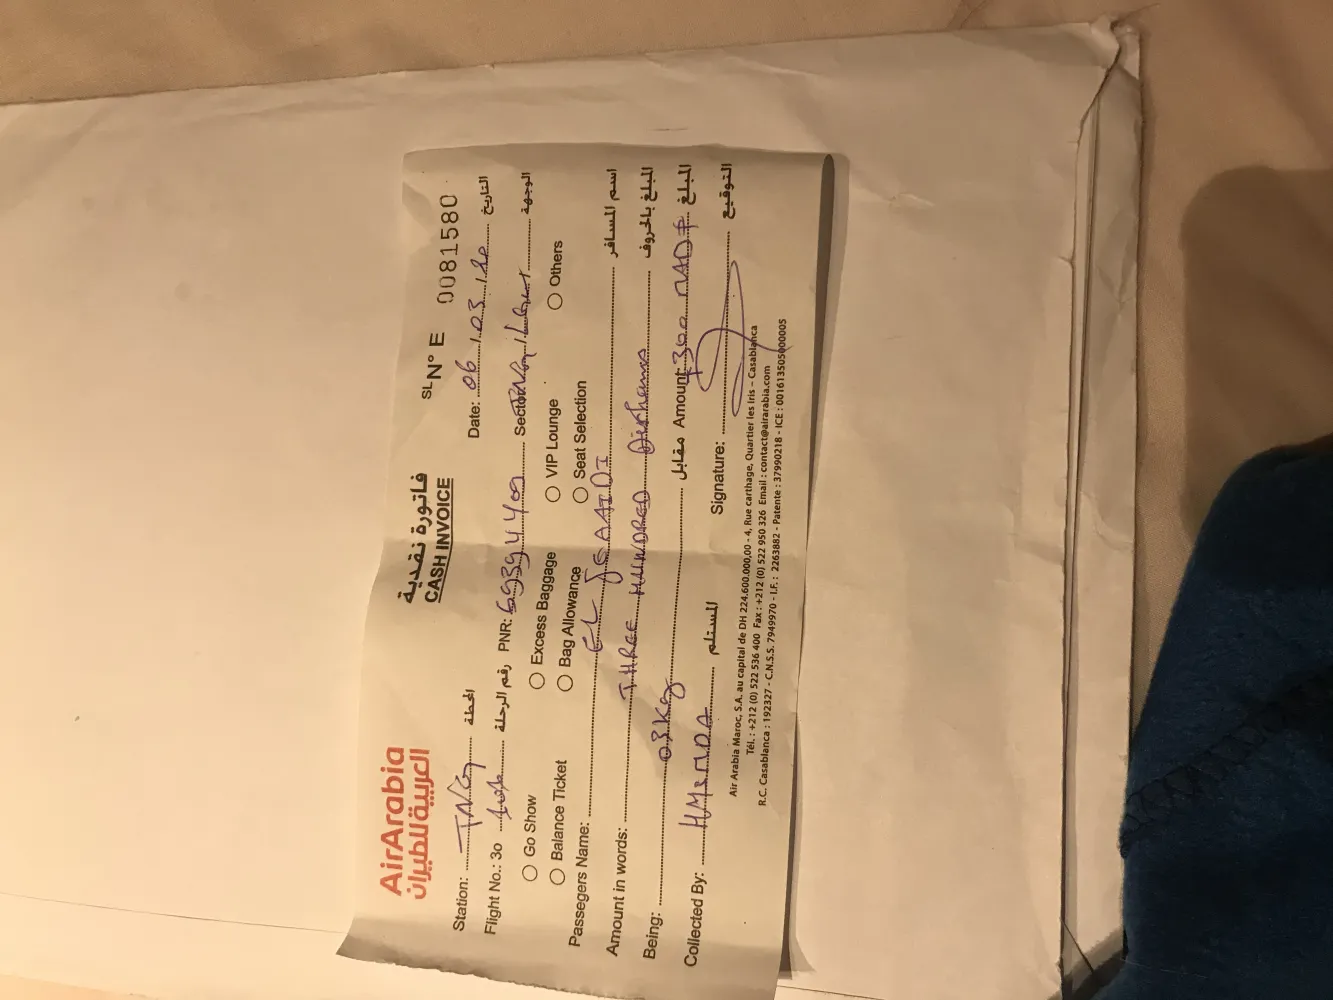 AirArabia
العربية للطيران
فاتورة نقدية
CASH INVOICE
SL N° E 0081580
Station: TNG المحطة Date: 06 / 03 / 20 التاريخ
Flight No.: 3o رقم الرحلة PNR: Sector: TNG / الوجهة
Go Show Excess Baggage VIP Lounge Others
Balance Ticket Bag Allowance Seat Selection
Passegers Name: EL SAAIDI اسم المسافر
Amount in words: THREE HUNDRED Dirhams المبلغ بالحروف
Being: 03kg مقابل Amount 300 MAD المبلغ
Collected By: المستلم Signature: التوقيع
Air Arabia Maroc, S.A. au capital de DH 224.600.000,00 - 4, Rue carthage, Quartier les Iris – Casablanca
Tél. : +212 (0) 522 536 400 Fax : +212 (0) 522 950 326 Email : contact@airarabia.com
R.C. Casablanca : 192327 - C.N.S.S. 7949970 - I.F. : 2263882 - Patente : 37990218 - ICE : 001613505000005